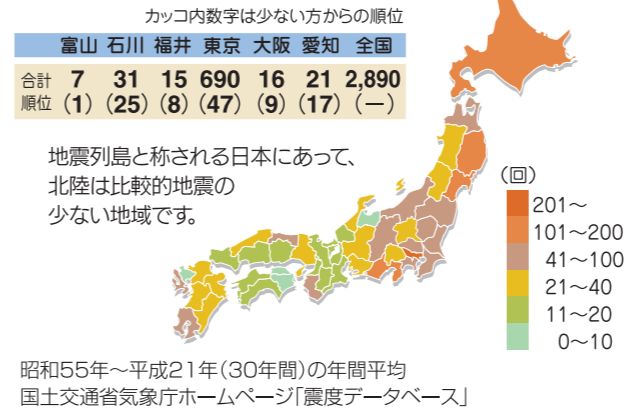 カッコ内数字は少ない方からの順位
富山 石川 福井 東京 大阪 愛知 全国
合計 7 31 15 690 16 21 2,890
順位 (1) (25) (8) (47) (9) (17) (―)
地震列島と称される日本にあって、
北陸は比較的地震の
少ない地域です。
(回)
201〜
101〜200
41〜100
21〜40
11〜20
0〜10
昭和55年〜平成21年(30年間)の年間平均
国土交通省気象庁ホームページ「震度データベース」